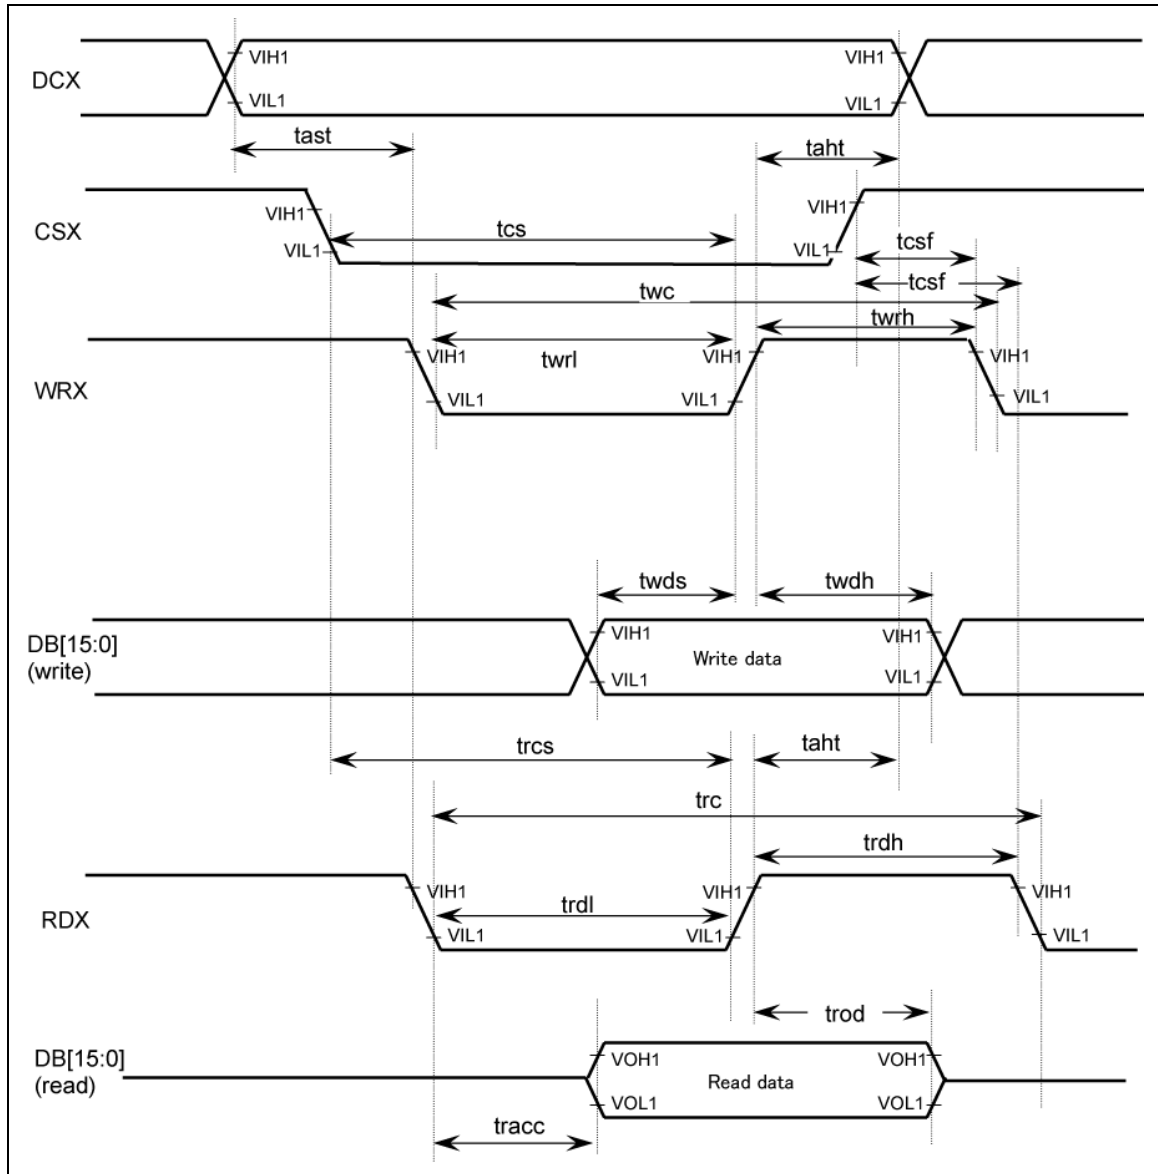 VIH1 VIH1
DCX
VIL1 VIL1
tast taht
VIH1 VIH1
CSX tcs
VIL1 VIL1 tcsf
tcsf
twc
twrh
VIH1 VIH1 VIH1
twrl
WRX VIL1 VIL1 VIL1
twds twdh
DB[15:0] VIH1 VIH1
(write) Write data
VIL1 VIL1
trcs taht
trc
trdh
VIH1 VIH1 VIH1
RDX trdl
VIL1 VIL1 VIL1
trod
DB[15:0] VOH1 VOH1
(read) Read data
VOL1 VOL1
tracc